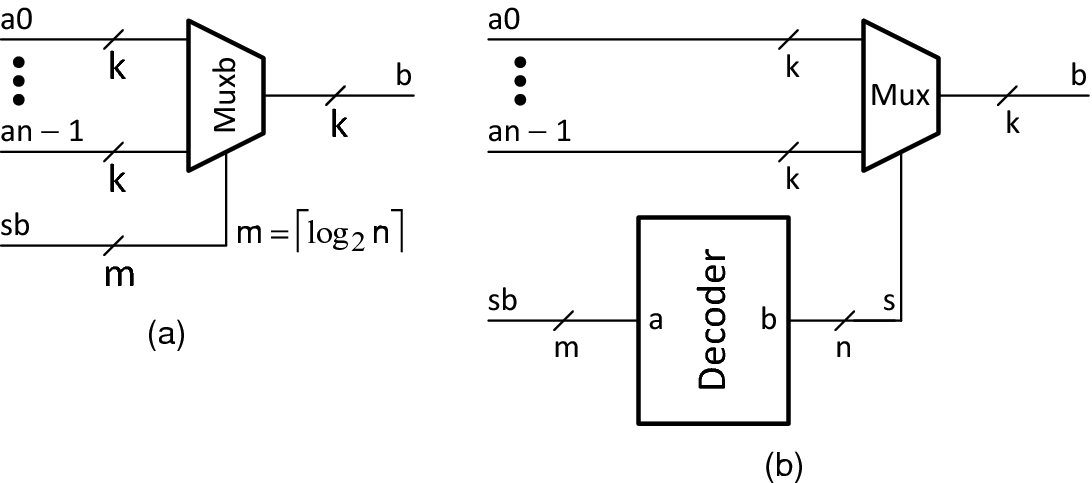 a0
k
Muxb
b
k
an − 1
k
sb
m
m = ⌈log₂ n⌉
(a)
a0
k
Mux
b
k
an − 1
k
sb
m
a
Decoder
b
s
n
(b)